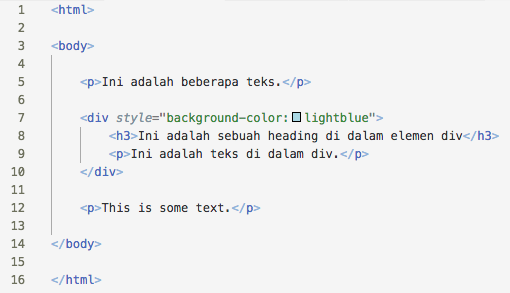 1 <html>
2
3 <body>
4
5 <p>Ini adalah beberapa teks.</p>
6
7 <div style="background-color:lightblue">
8 <h3>Ini adalah sebuah heading di dalam elemen div</h3>
9 <p>Ini adalah teks di dalam div.</p>
10 </div>
11
12 <p>This is some text.</p>
13
14 </body>
15
16 </html>